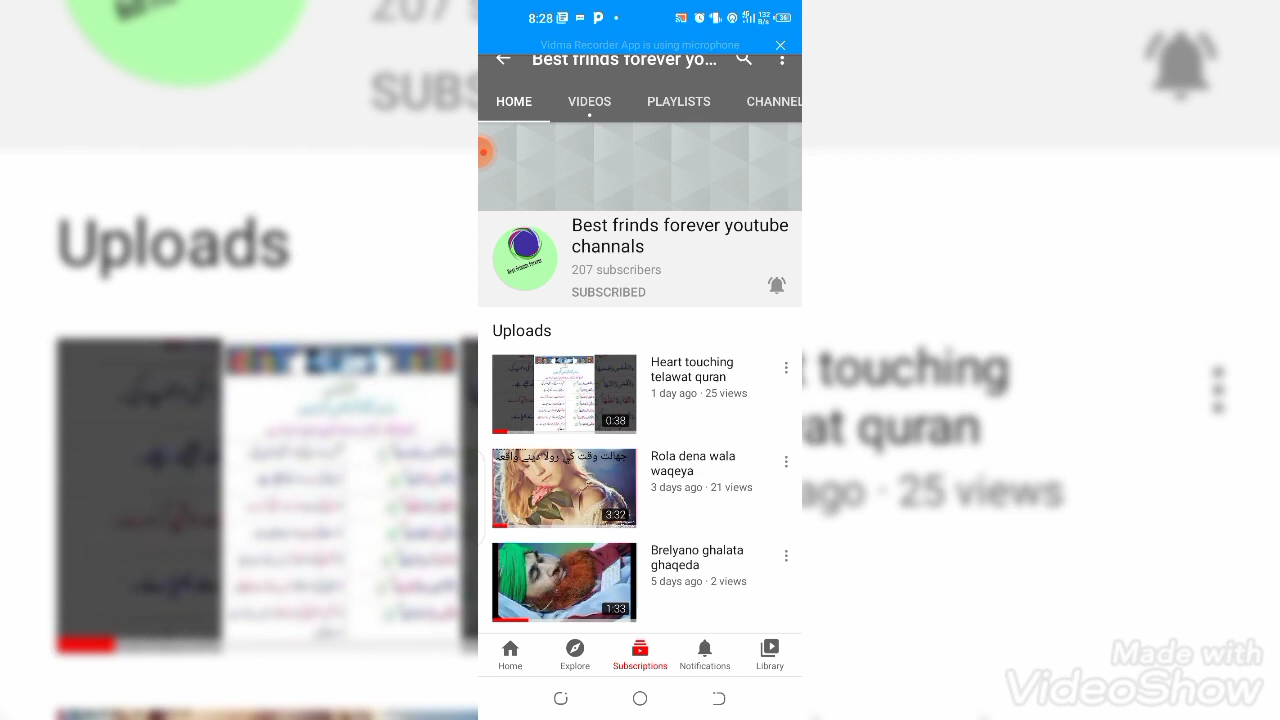 8:28
132
B/s
36
Vidma Recorder App is using microphone
Best frinds forever yo...
HOME VIDEOS PLAYLISTS CHANNEL
Best frinds forever youtube
channals
207 subscribers
SUBSCRIBED
Uploads
Heart touching
telawat quran
1 day ago · 25 views
0:38
Rola dena wala
waqeya
3 days ago · 21 views
3:32
Brelyano ghalata
ghaqeda
5 days ago · 2 views
1:33
Home Explore Subscriptions Notifications Library
207
SUBS
Uploads
touching
at quran
ago · 25 views
Made with
VideoShow